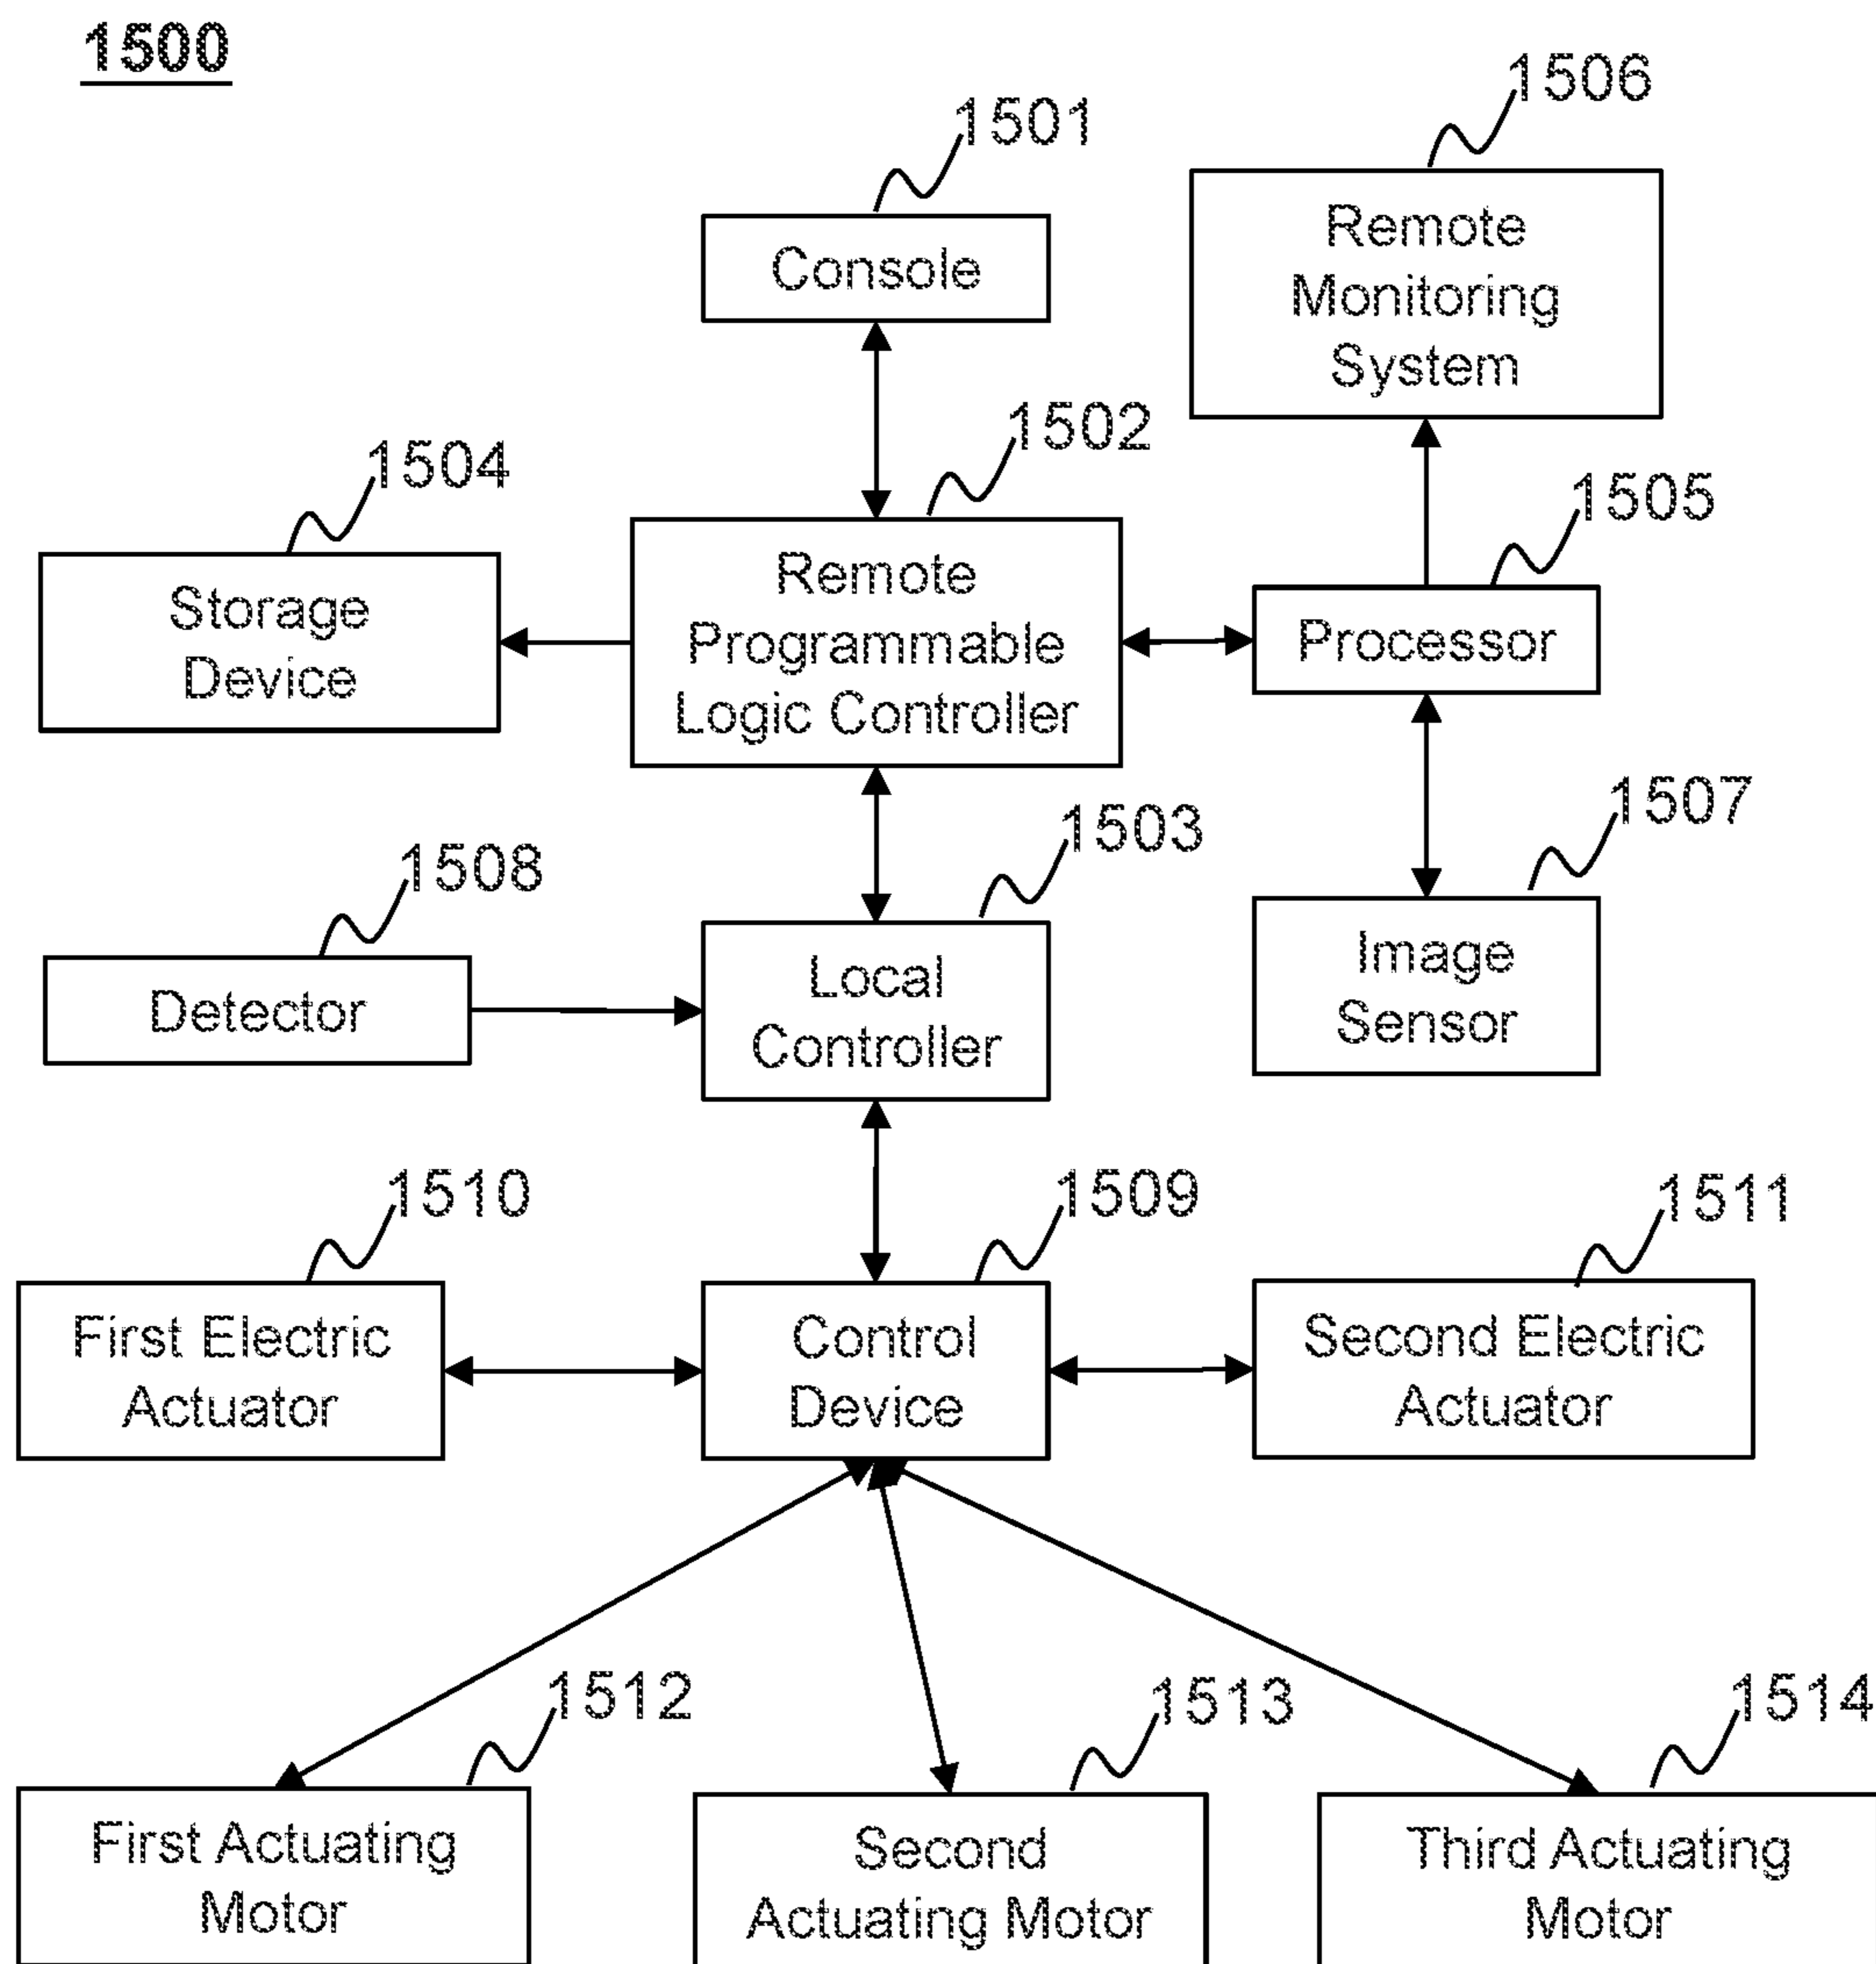 1500
1501
1506
Console
Remote
Monitoring
System
1502
1504
1505
Storage
Device
Remote
Programmable
Logic Controller
Processor
1503
1507
1508
Detector
Local
Controller
Image
Sensor
1510
1509
1511
First Electric
Actuator
Control
Device
Second Electric
Actuator
1512
1513
1514
First Actuating
Motor
Second
Actuating Motor
Third Actuating
Motor